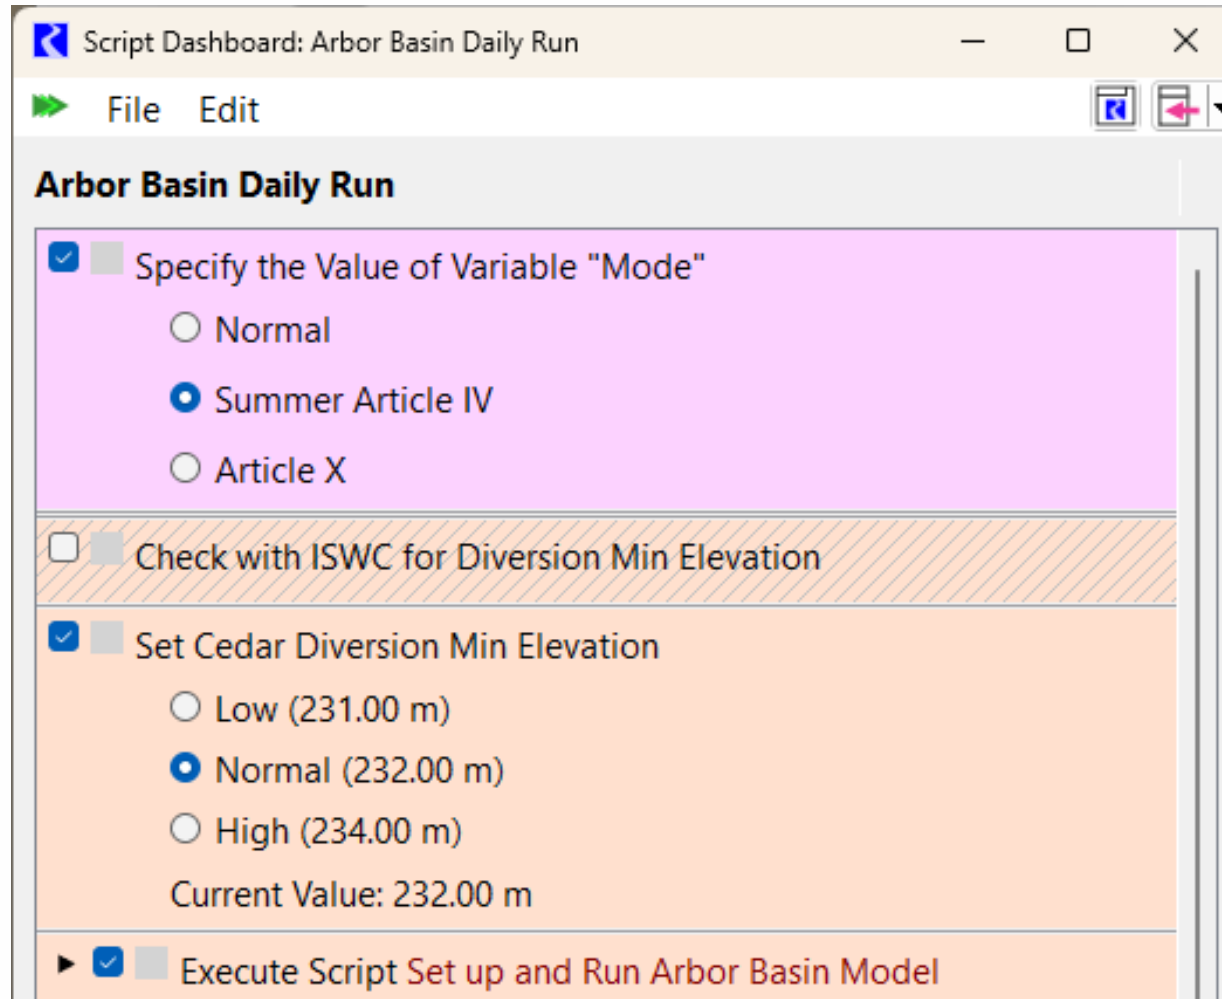 Script Dashboard: Arbor Basin Daily Run
File Edit
Arbor Basin Daily Run
Specify the Value of Variable "Mode"
Normal
Summer Article IV
Article X
Check with ISWC for Diversion Min Elevation
Set Cedar Diversion Min Elevation
Low (231.00 m)
Normal (232.00 m)
High (234.00 m)
Current Value: 232.00 m
Execute Script Set up and Run Arbor Basin Model